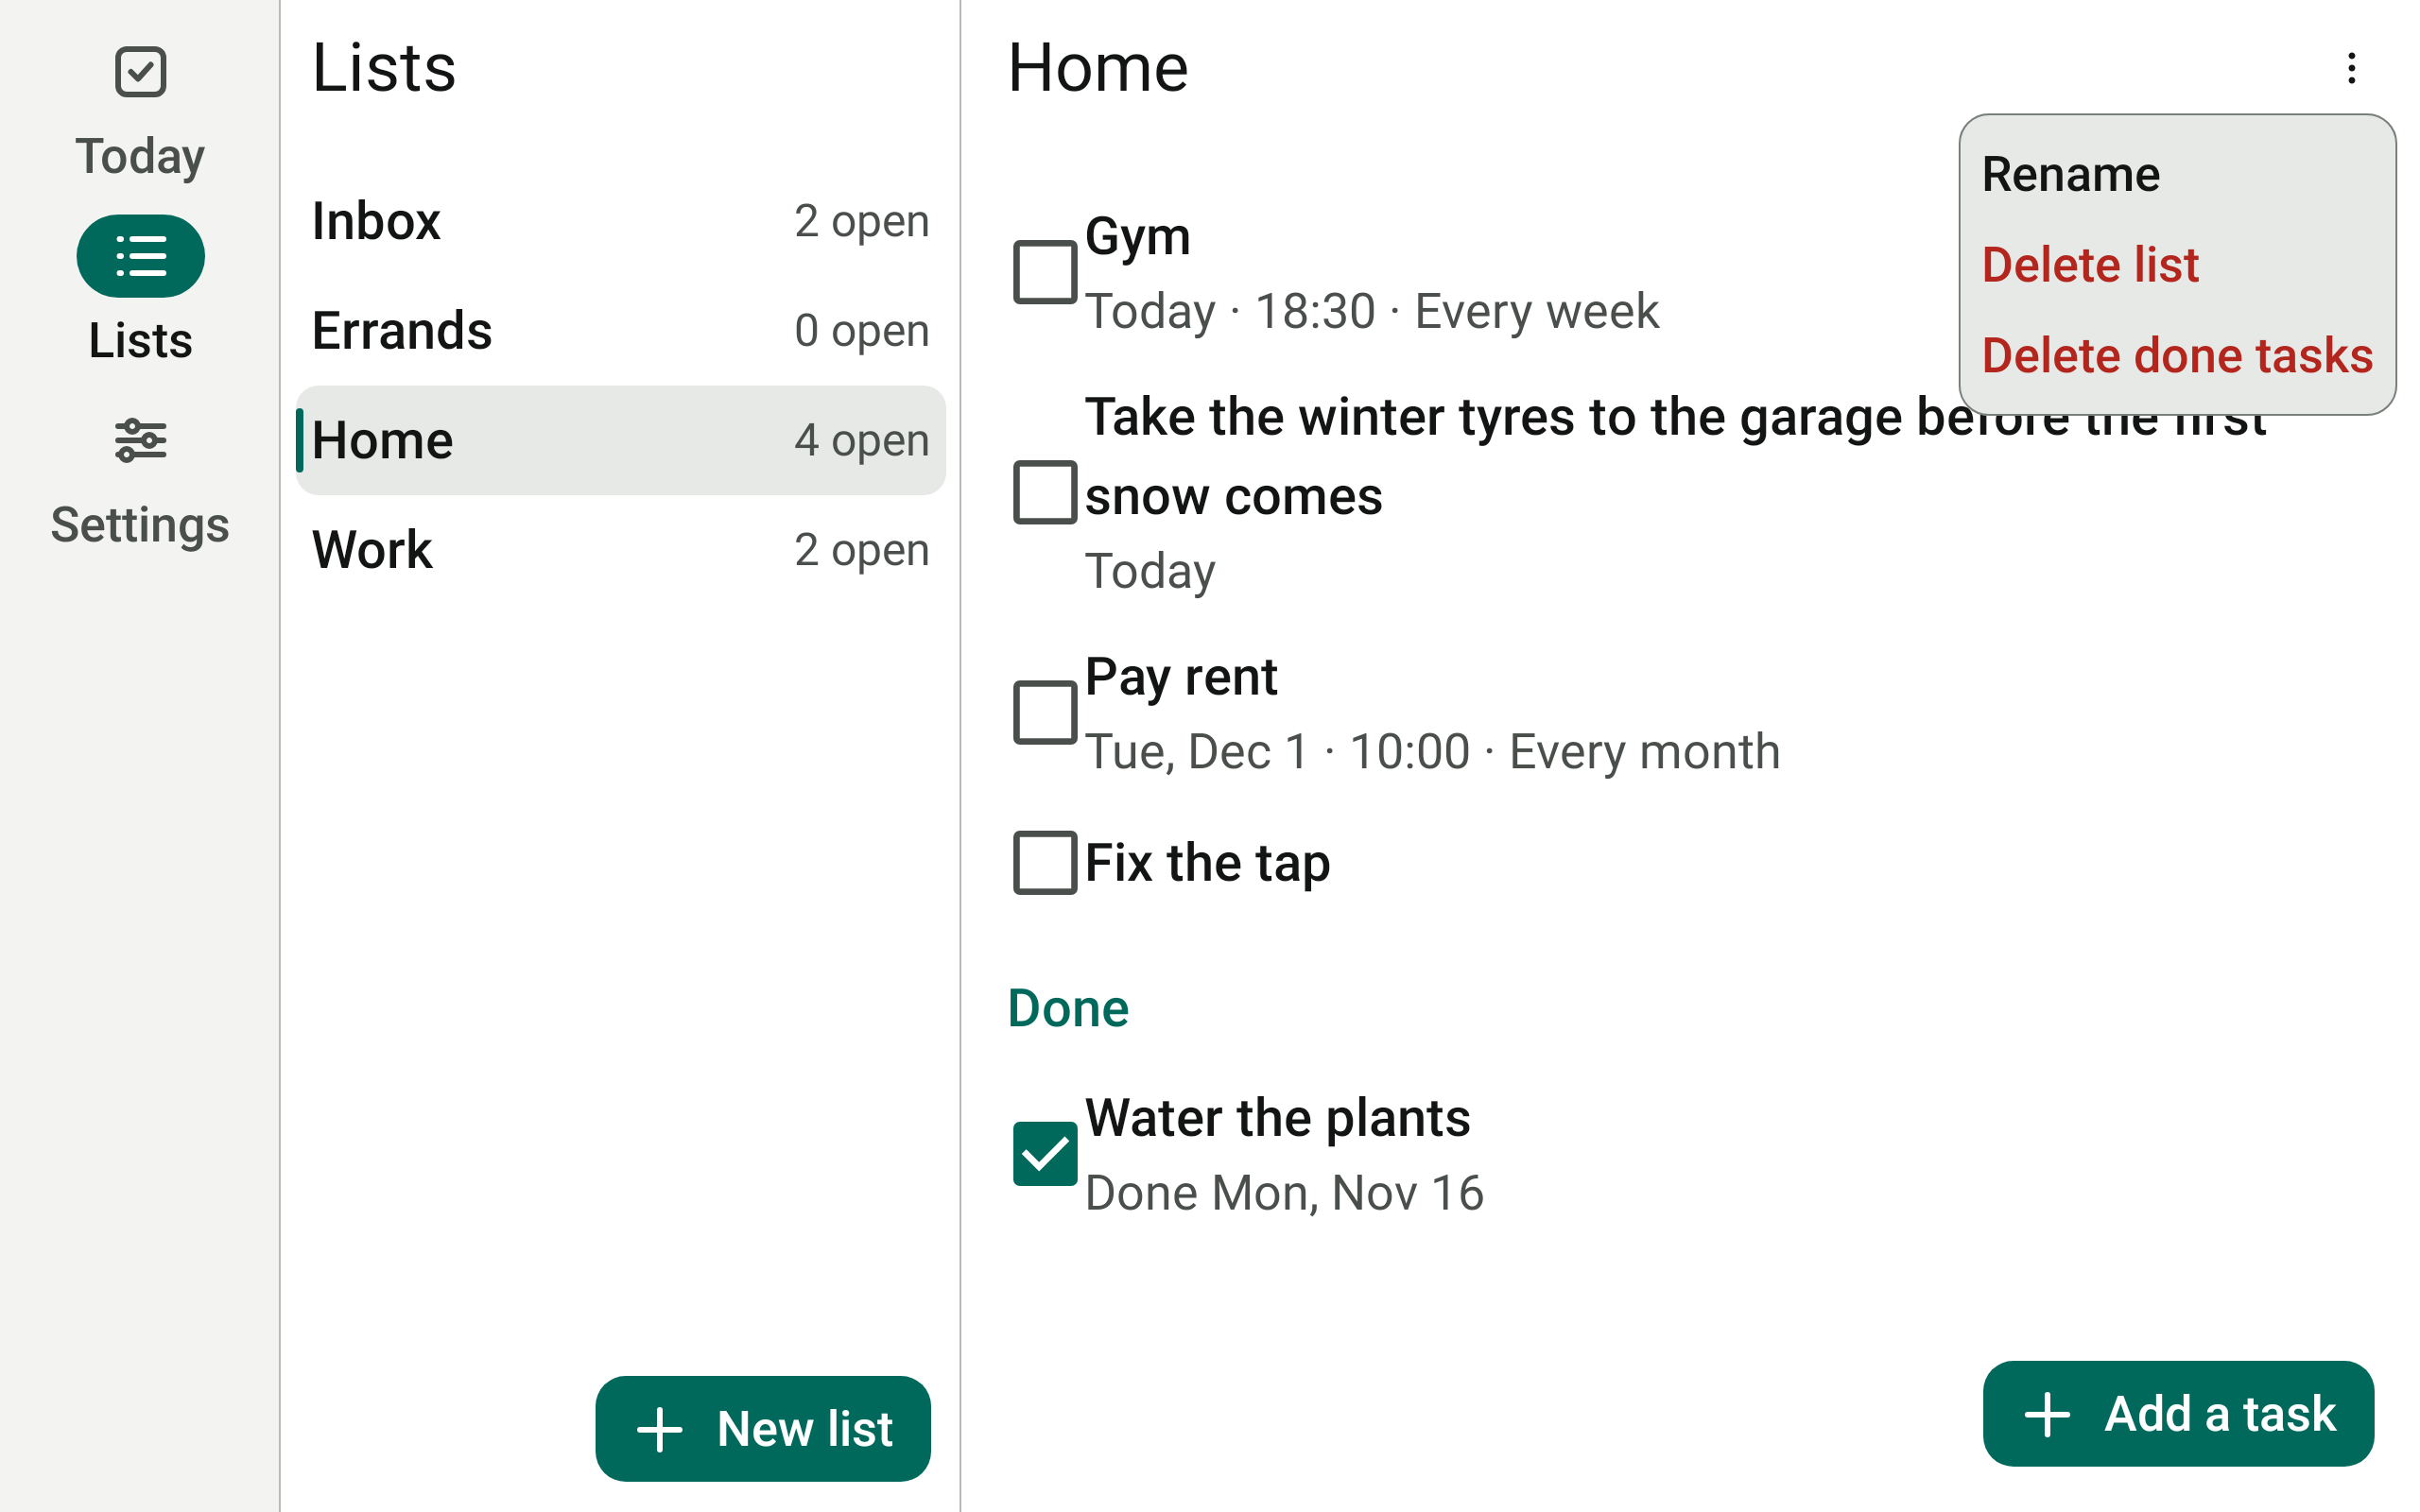 Today
Lists
Settings
Lists
Inbox 2 open
Errands 0 open
Home 4 open
Work 2 open
New list
Home
Rename
Delete list
Delete done tasks
Gym
Today · 18:30 · Every week
Take the winter tyres to the garage before the first
snow comes
Today
Pay rent
Tue, Dec 1 · 10:00 · Every month
Fix the tap
Done
Water the plants
Done Mon, Nov 16
Add a task